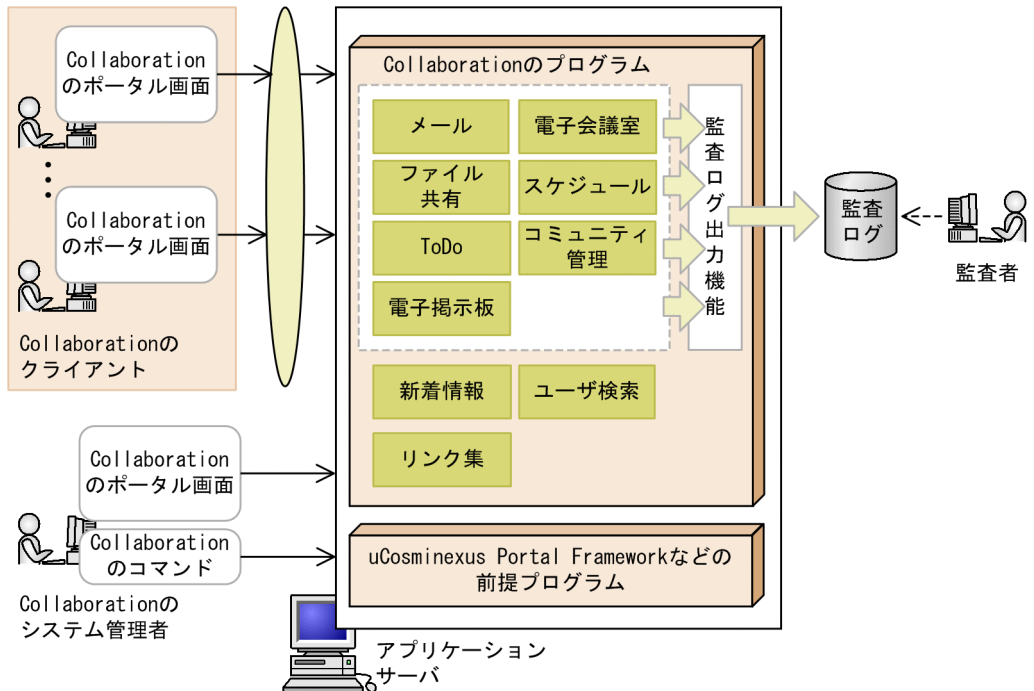 Collaboration
のポータル画面
Collaboration
のポータル画面
Collaborationの
クライアント
Collaborationのプログラム
メール
電子会議室
ファイル
共有
スケジュール
ToDo
コミュニティ
管理
電子掲示板
監査ログ出力機能
新着情報
ユーザ検索
リンク集
監査
ログ
監査者
Collaboration
のポータル画面
Collaboration
のコマンド
Collaborationの
システム管理者
uCosminexus Portal Frameworkなどの
前提プログラム
アプリケーション
サーバ